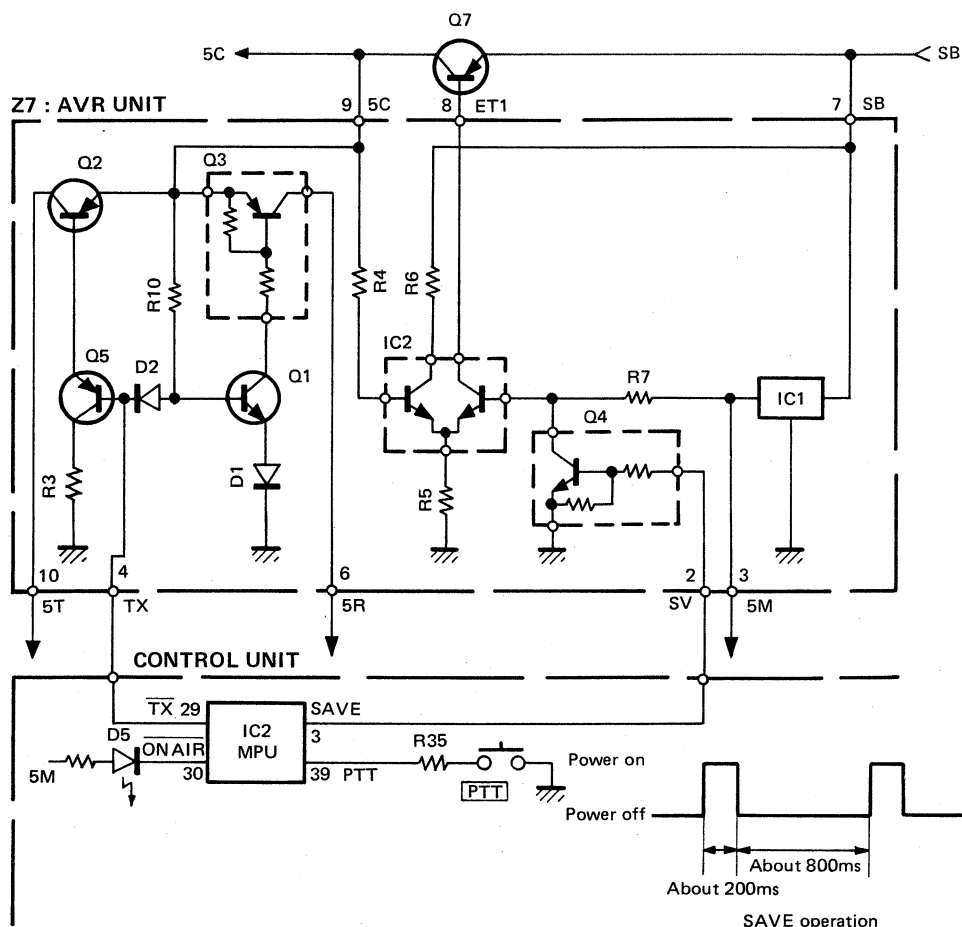 Q7
5C
SB
Z7 : AVR UNIT
9 5C
8 ET1
7 SB
Q2
Q3
R10
R4
R6
IC2
Q5
D2
Q1
R7
IC1
Q4
R3
D1
R5
10
4
6
2
3
5T
TX
5R
SV
5M
CONTROL UNIT
TX 29
SAVE
D5
ON AIR
IC2
MPU
3
R35
5M
30
39 PTT
PTT
Power on
Power off
About 800ms
About 200ms
SAVE operation